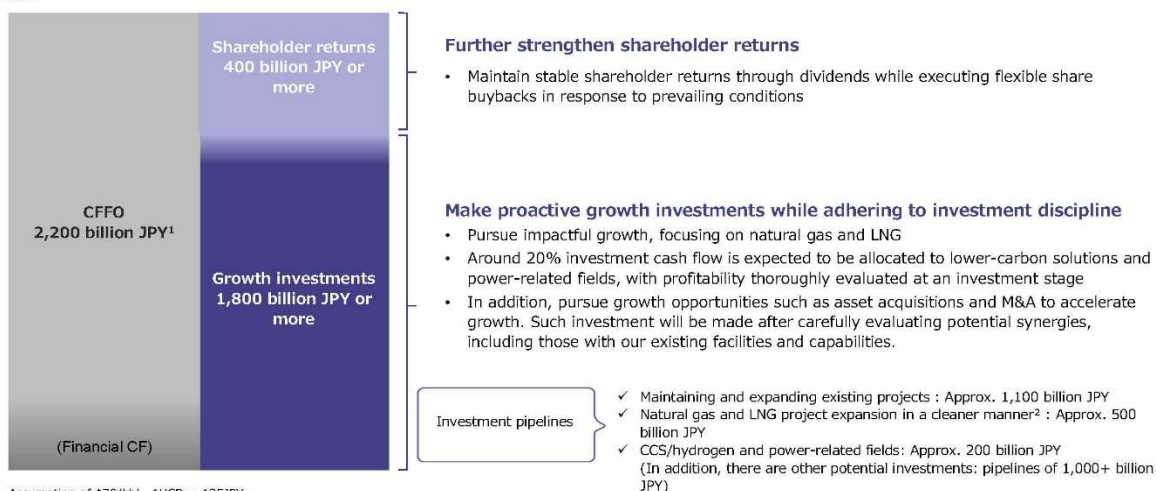 Shareholder returns
400 billion JPY or
more
Further strengthen shareholder returns
• Maintain stable shareholder returns through dividends while executing flexible share
buybacks in response to prevailing conditions
CFFO
2,200 billion JPY¹
Growth investments
1,800 billion JPY or
more
(Financial CF)
Make proactive growth investments while adhering to investment discipline
• Pursue impactful growth, focusing on natural gas and LNG
• Around 20% investment cash flow is expected to be allocated to lower-carbon solutions and
power-related fields, with profitability thoroughly evaluated at an investment stage
• In addition, pursue growth opportunities such as asset acquisitions and M&A to accelerate
growth. Such investment will be made after carefully evaluating potential synergies,
including those with our existing facilities and capabilities.
Investment pipelines
✓ Maintaining and expanding existing projects : Approx. 1,100 billion JPY
✓ Natural gas and LNG project expansion in a cleaner manner² : Approx. 500
billion JPY
✓ CCS/hydrogen and power-related fields: Approx. 200 billion JPY
(In addition, there are other potential investments: pipelines of 1,000+ billion
JPY)